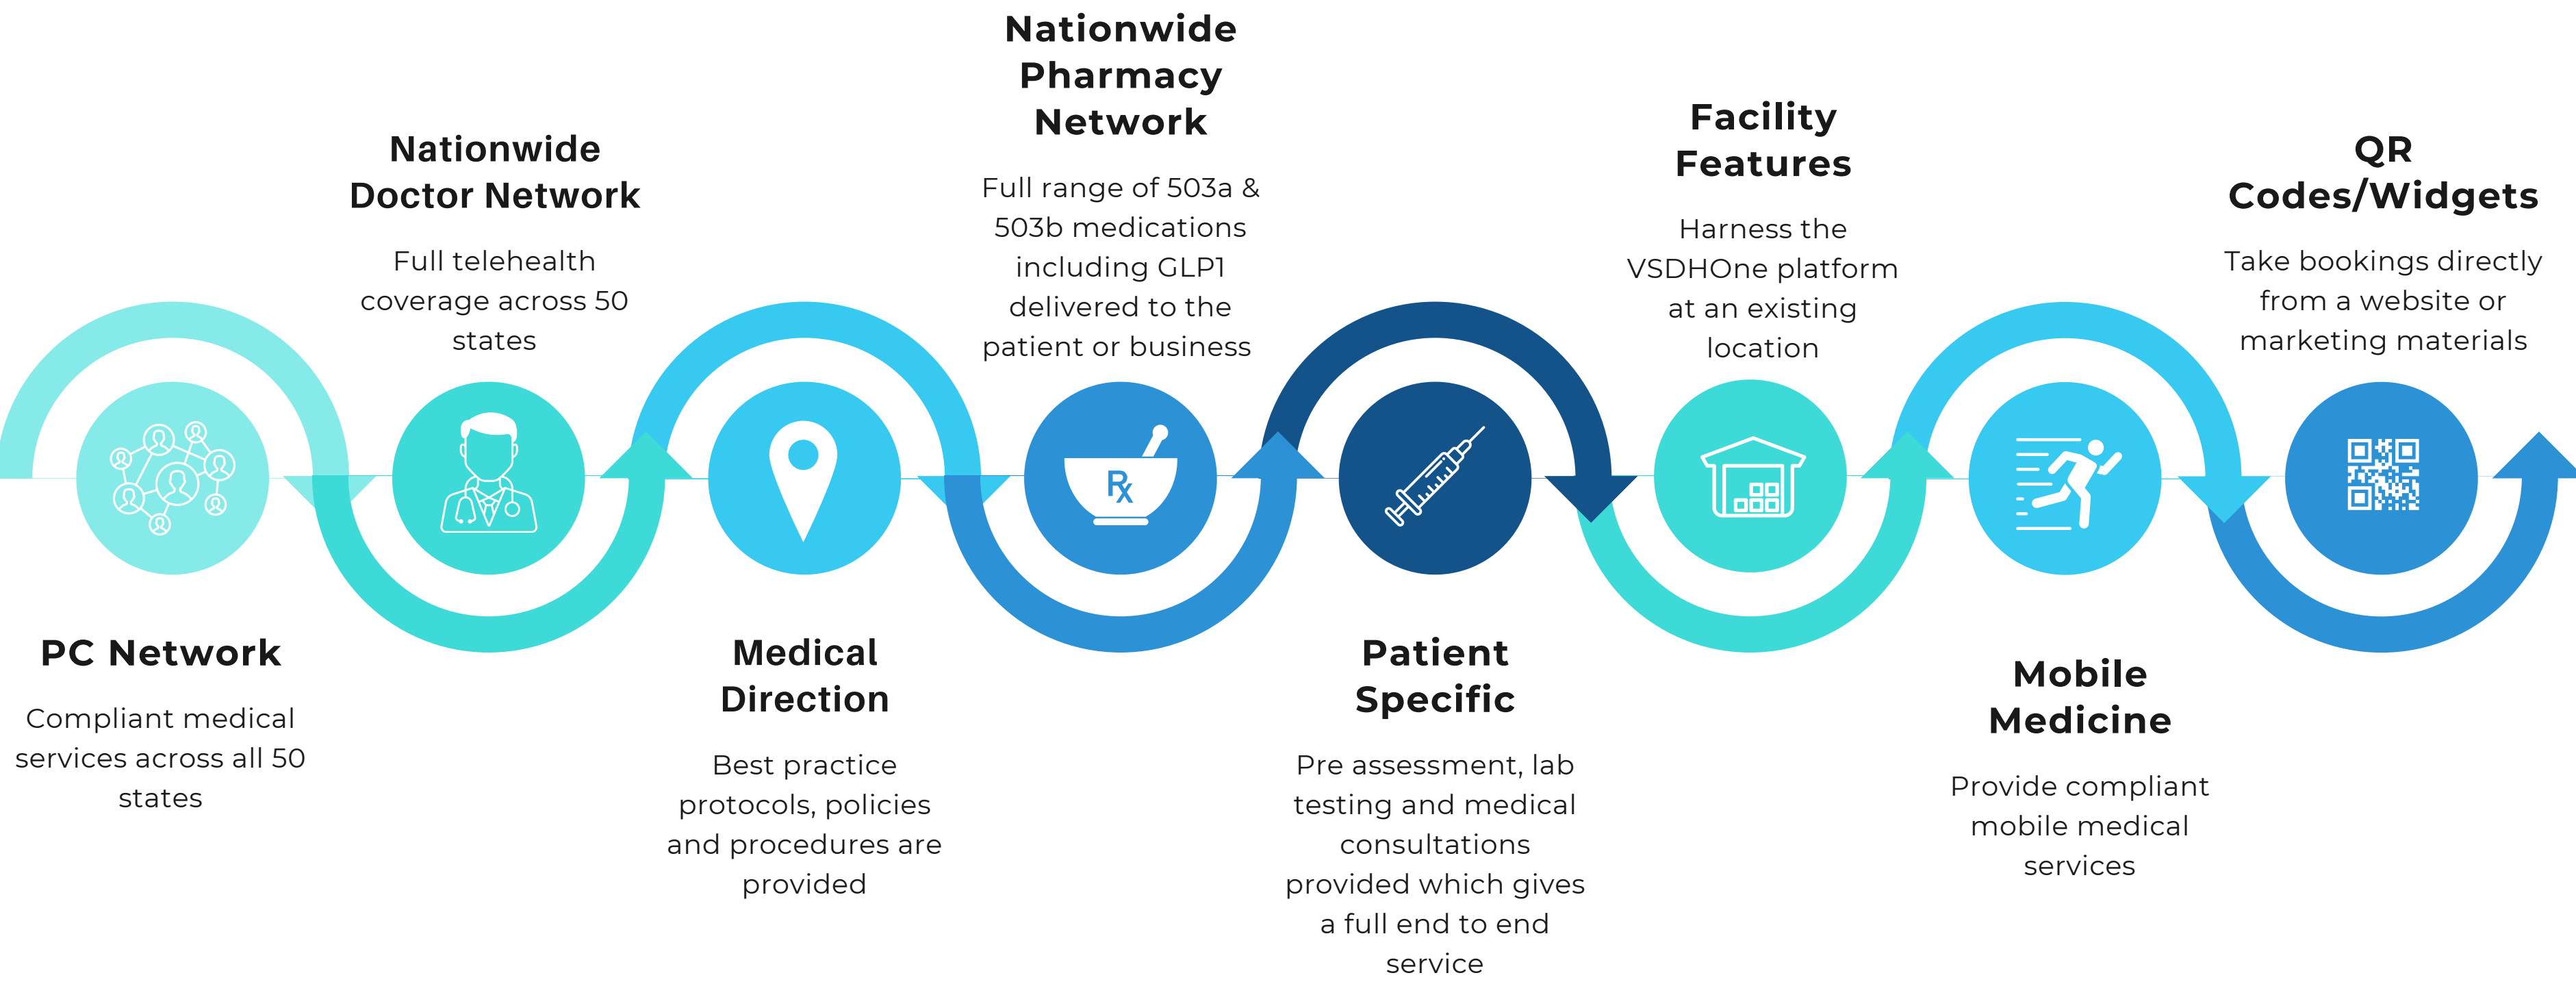 PC Network
Compliant medical
services across all 50
states
Nationwide
Doctor Network
Full telehealth
coverage across 50
states
Medical
Direction
Best practice
protocols, policies
and procedures are
provided
Nationwide
Pharmacy
Network
Full range of 503a &
503b medications
including GLP1
delivered to the
patient or business
Rx
Patient
Specific
Pre assessment, lab
testing and medical
consultations
provided which gives
a full end to end
service
Facility
Features
Harness the
VSDHOne platform
at an existing
location
Mobile
Medicine
Provide compliant
mobile medical
services
QR
Codes/Widgets
Take bookings directly
from a website or
marketing materials